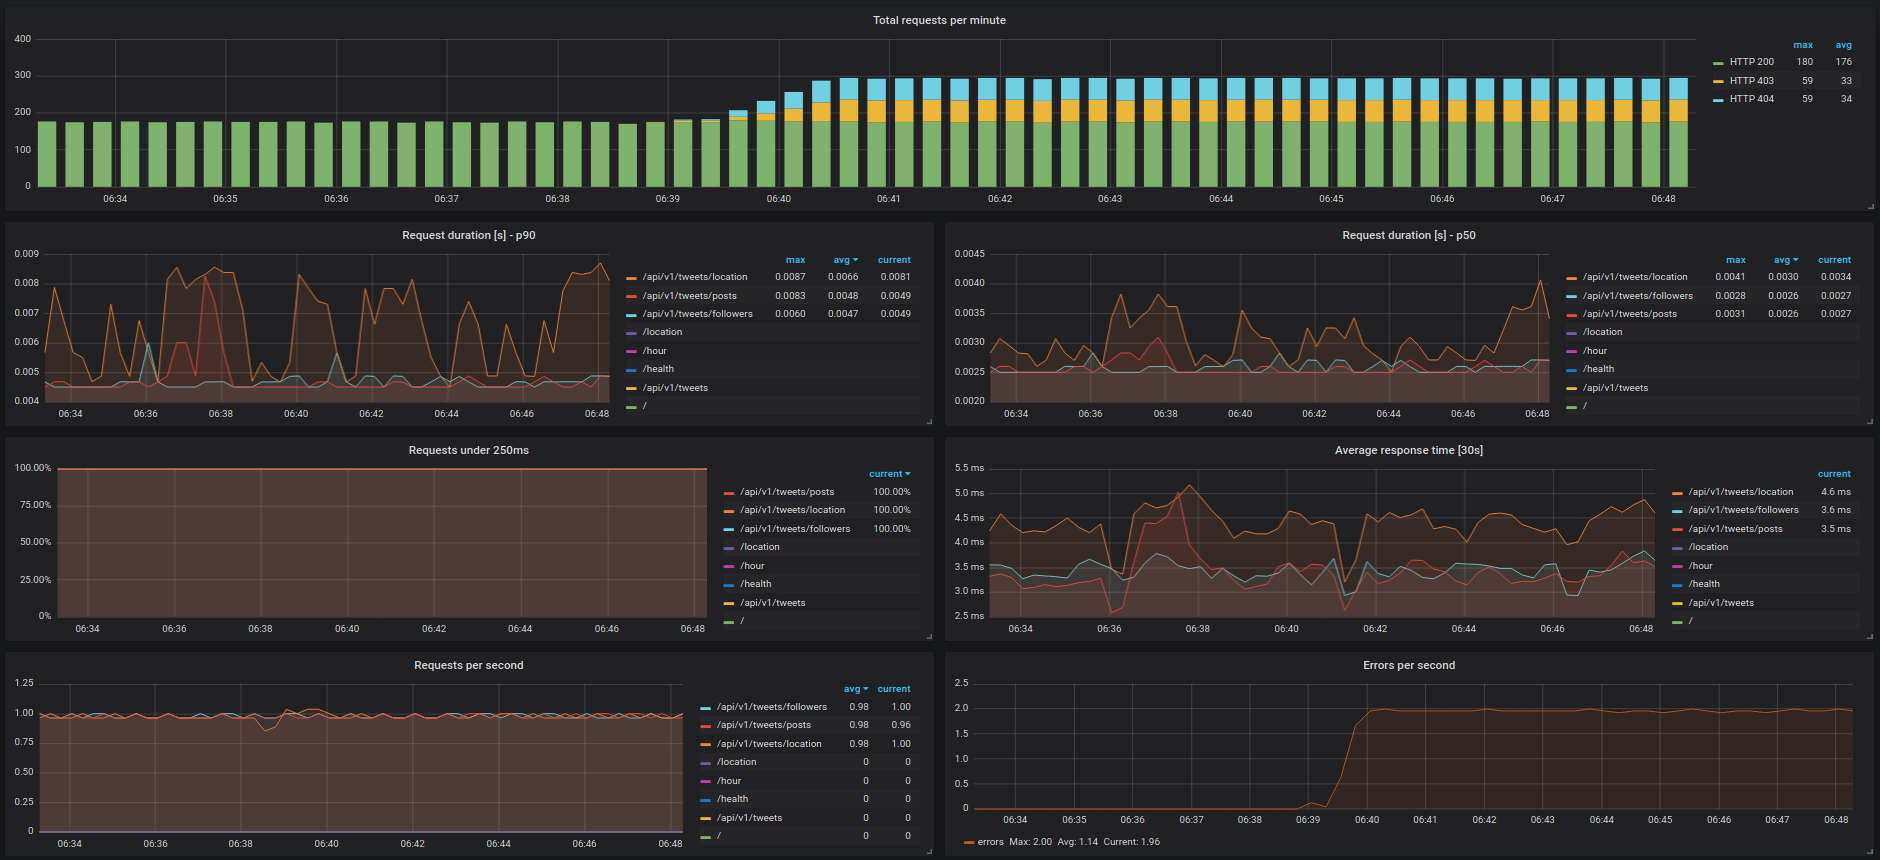 Total requests per minute
400
300
200
100
0
06:34 06:35 06:36 06:37 06:38 06:39 06:40 06:41 06:42 06:43 06:44 06:45 06:46 06:47 06:48
max avg
HTTP 200 180 176
HTTP 403 59 33
HTTP 404 59 34
Request duration [s] - p90
0.009
0.008
0.007
0.006
0.005
0.004
06:34 06:36 06:38 06:40 06:42 06:44 06:46 06:48
max avg current
/api/v1/tweets/location 0.0087 0.0066 0.0081
/api/v1/tweets/posts 0.0083 0.0048 0.0049
/api/v1/tweets/followers 0.0060 0.0047 0.0049
/location
/hour
/health
/api/v1/tweets
/
Request duration [s] - p50
0.0045
0.0040
0.0035
0.0030
0.0025
0.0020
06:34 06:36 06:38 06:40 06:42 06:44 06:46 06:48
max avg current
/api/v1/tweets/location 0.0041 0.0030 0.0034
/api/v1/tweets/followers 0.0028 0.0026 0.0027
/api/v1/tweets/posts 0.0031 0.0026 0.0027
/location
/hour
/health
/api/v1/tweets
/
Requests under 250ms
100.00%
75.00%
50.00%
25.00%
0%
06:34 06:36 06:38 06:40 06:42 06:44 06:46 06:48
current
/api/v1/tweets/posts 100.00%
/api/v1/tweets/location 100.00%
/api/v1/tweets/followers 100.00%
/location
/hour
/health
/api/v1/tweets
/
Average response time [30s]
5.5 ms
5.0 ms
4.5 ms
4.0 ms
3.5 ms
3.0 ms
2.5 ms
06:34 06:36 06:38 06:40 06:42 06:44 06:46 06:48
current
/api/v1/tweets/location 4.6 ms
/api/v1/tweets/followers 3.6 ms
/api/v1/tweets/posts 3.5 ms
/location
/hour
/health
/api/v1/tweets
/
Requests per second
1.25
1.00
0.75
0.50
0.25
0
06:34 06:36 06:38 06:40 06:42 06:44 06:46 06:48
avg current
/api/v1/tweets/followers 0.98 1.00
/api/v1/tweets/posts 0.98 0.96
/api/v1/tweets/location 0.98 1.00
/location 0 0
/hour 0 0
/health 0 0
/api/v1/tweets 0 0
/ 0 0
Errors per second
2.5
2.0
1.5
1.0
0.5
0
06:34 06:35 06:36 06:37 06:38 06:39 06:40 06:41 06:42 06:43 06:44 06:45 06:46 06:47 06:48
errors Max: 2.00 Avg: 1.14 Current: 1.96